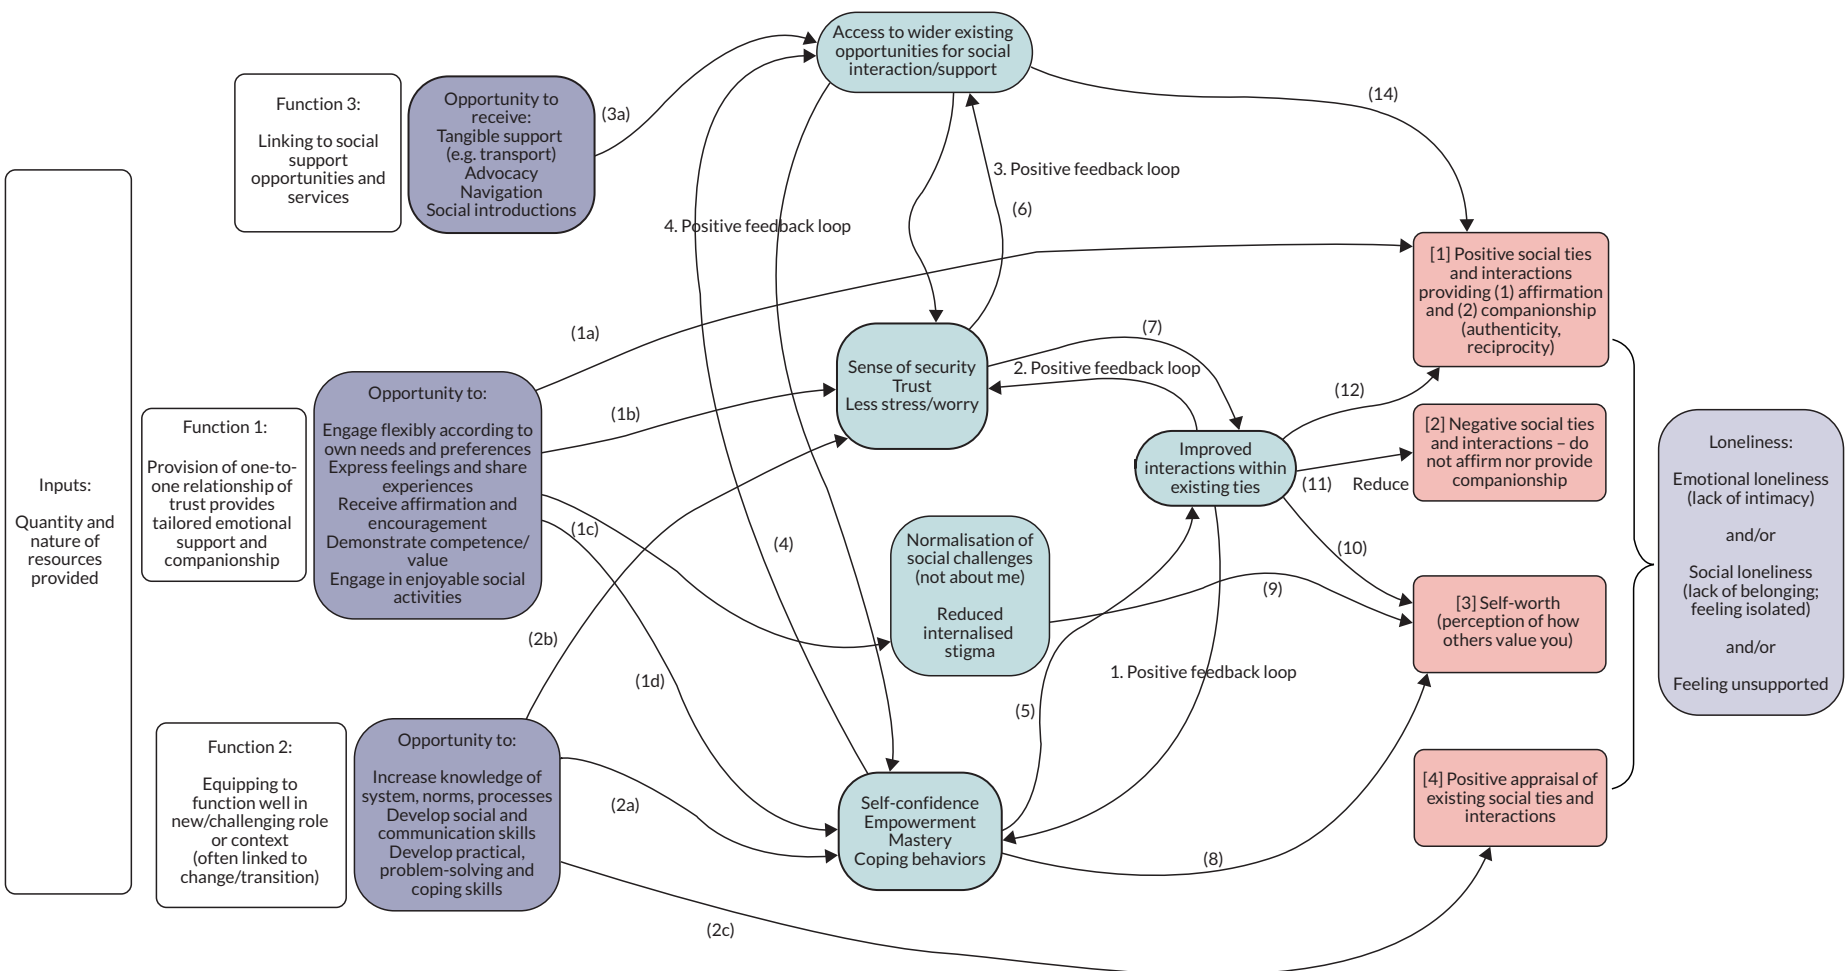 Inputs:
Quantity and
nature of
resources
provided
Function 3:
Linking to social
support
opportunities and
services
Opportunity to
receive:
Tangible support
(e.g. transport)
Advocacy
Navigation
Social introductions
(3a)
Access to wider existing
opportunities for social
interaction/support
(14)
3. Positive feedback loop
(6)
4. Positive feedback loop
Function 1:
Provision of one-to-
one relationship of
trust provides
tailored emotional
support and
companionship
Opportunity to:
Engage flexibly according to
own needs and preferences
Express feelings and share
experiences
Receive affirmation and
encouragement
Demonstrate competence/
value
Engage in enjoyable social
activities
(1a)
(1b)
(1c)
(1d)
Sense of security
Trust
Less stress/worry
(7)
2. Positive feedback loop
Improved
interactions within
existing ties
(12)
(11)
Reduce
(10)
(4)
Normalisation of
social challenges
(not about me)
Reduced
internalised
stigma
(9)
1. Positive feedback loop
(5)
Function 2:
Equipping to
function well in
new/challenging role
or context
(often linked to
change/transition)
Opportunity to:
Increase knowledge of
system, norms, processes
Develop social and
communication skills
Develop practical,
problem-solving and
coping skills
(2b)
(2a)
(2c)
Self-confidence
Empowerment
Mastery
Coping behaviors
(8)
[1] Positive social ties
and interactions
providing (1) affirmation
and (2) companionship
(authenticity,
reciprocity)
[2] Negative social ties
and interactions – do
not affirm nor provide
companionship
[3] Self-worth
(perception of how
others value you)
[4] Positive appraisal of
existing social ties and
interactions
Loneliness:
Emotional loneliness
(lack of intimacy)
and/or
Social loneliness
(lack of belonging;
feeling isolated)
and/or
Feeling unsupported